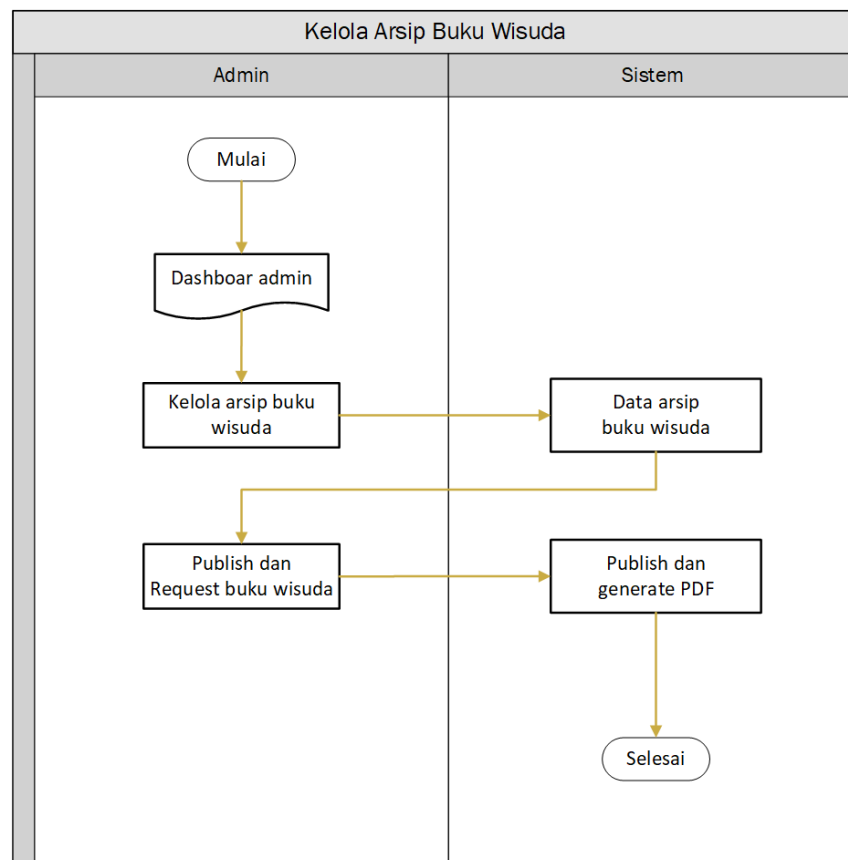 Kelola Arsip Buku Wisuda
Admin
Sistem
Mulai
Dashboar admin
Kelola arsip buku
wisuda
Data arsip
buku wisuda
Publish dan
Request buku wisuda
Publish dan
generate PDF
Selesai